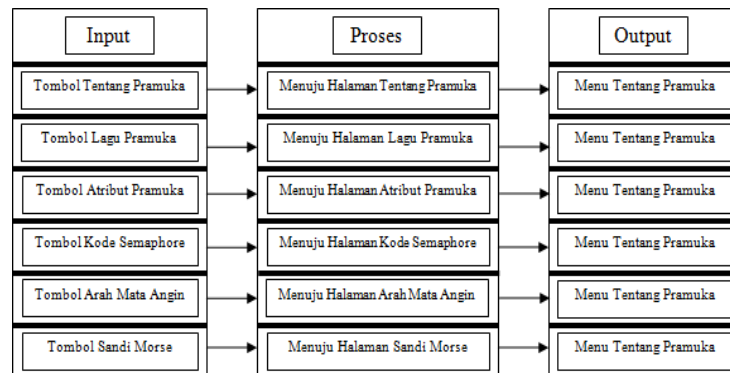 Input Proses Output
Tombol Tentang Pramuka Menuju Halaman Tentang Pramuka Menu Tentang Pramuka
Tombol Lagu Pramuka Menuju Halaman Lagu Pramuka Menu Tentang Pramuka
Tombol Atribut Pramuka Menuju Halaman Atribut Pramuka Menu Tentang Pramuka
Tombol Kode Semaphore Menuju Halaman Kode Semaphore Menu Tentang Pramuka
Tombol Arah Mata Angin Menuju Halaman Arah Mata Angin Menu Tentang Pramuka
Tombol Sandi Morse Menuju Halaman Sandi Morse Menu Tentang Pramuka